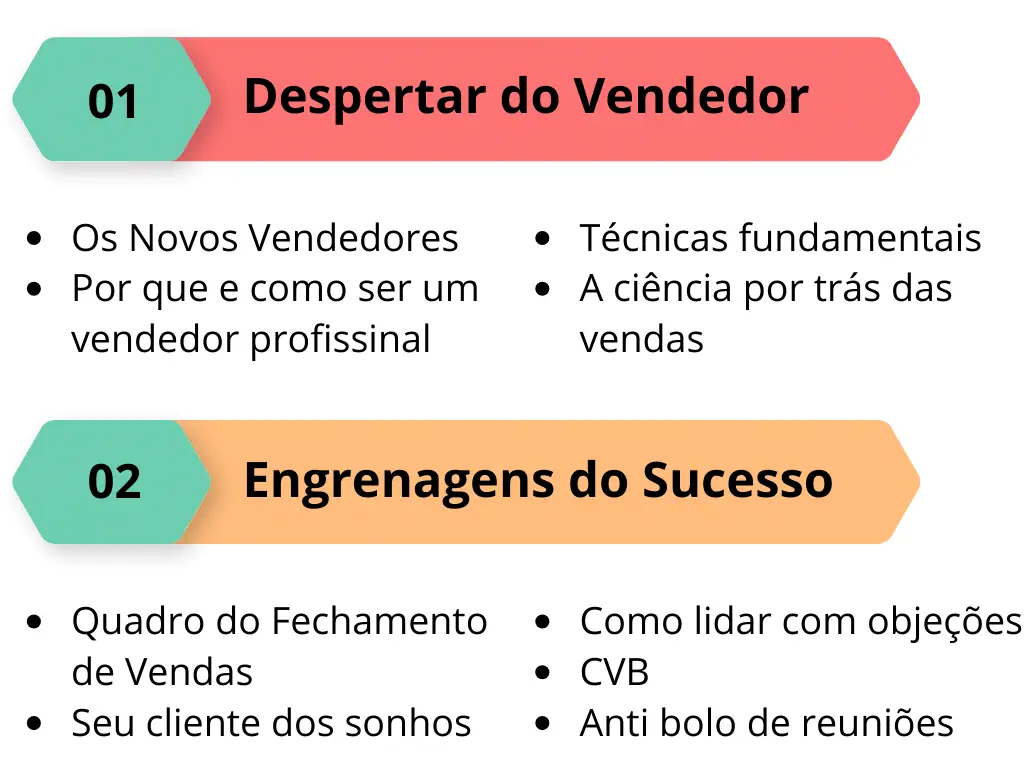 01
Despertar do Vendedor
• Os Novos Vendedores
• Por que e como ser um
vendedor profissinal
• Técnicas fundamentais
• A ciência por trás das
vendas
02
Engrenagens do Sucesso
• Quadro do Fechamento
de Vendas
• Seu cliente dos sonhos
• Como lidar com objeções
• CVB
• Anti bolo de reuniões